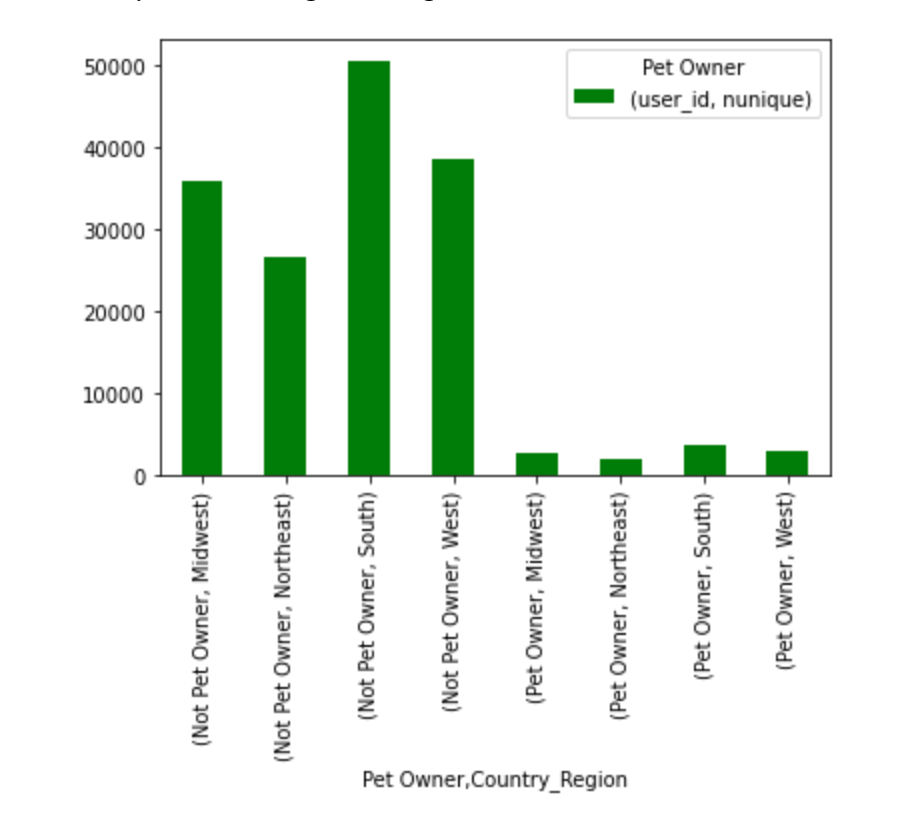 50000
40000
30000
20000
10000
0
Pet Owner
(user_id, nunique)
(Not Pet Owner, Midwest)
(Not Pet Owner, Northeast)
(Not Pet Owner, South)
(Not Pet Owner, West)
(Pet Owner, Midwest)
(Pet Owner, Northeast)
(Pet Owner, South)
(Pet Owner, West)
Pet Owner,Country_Region